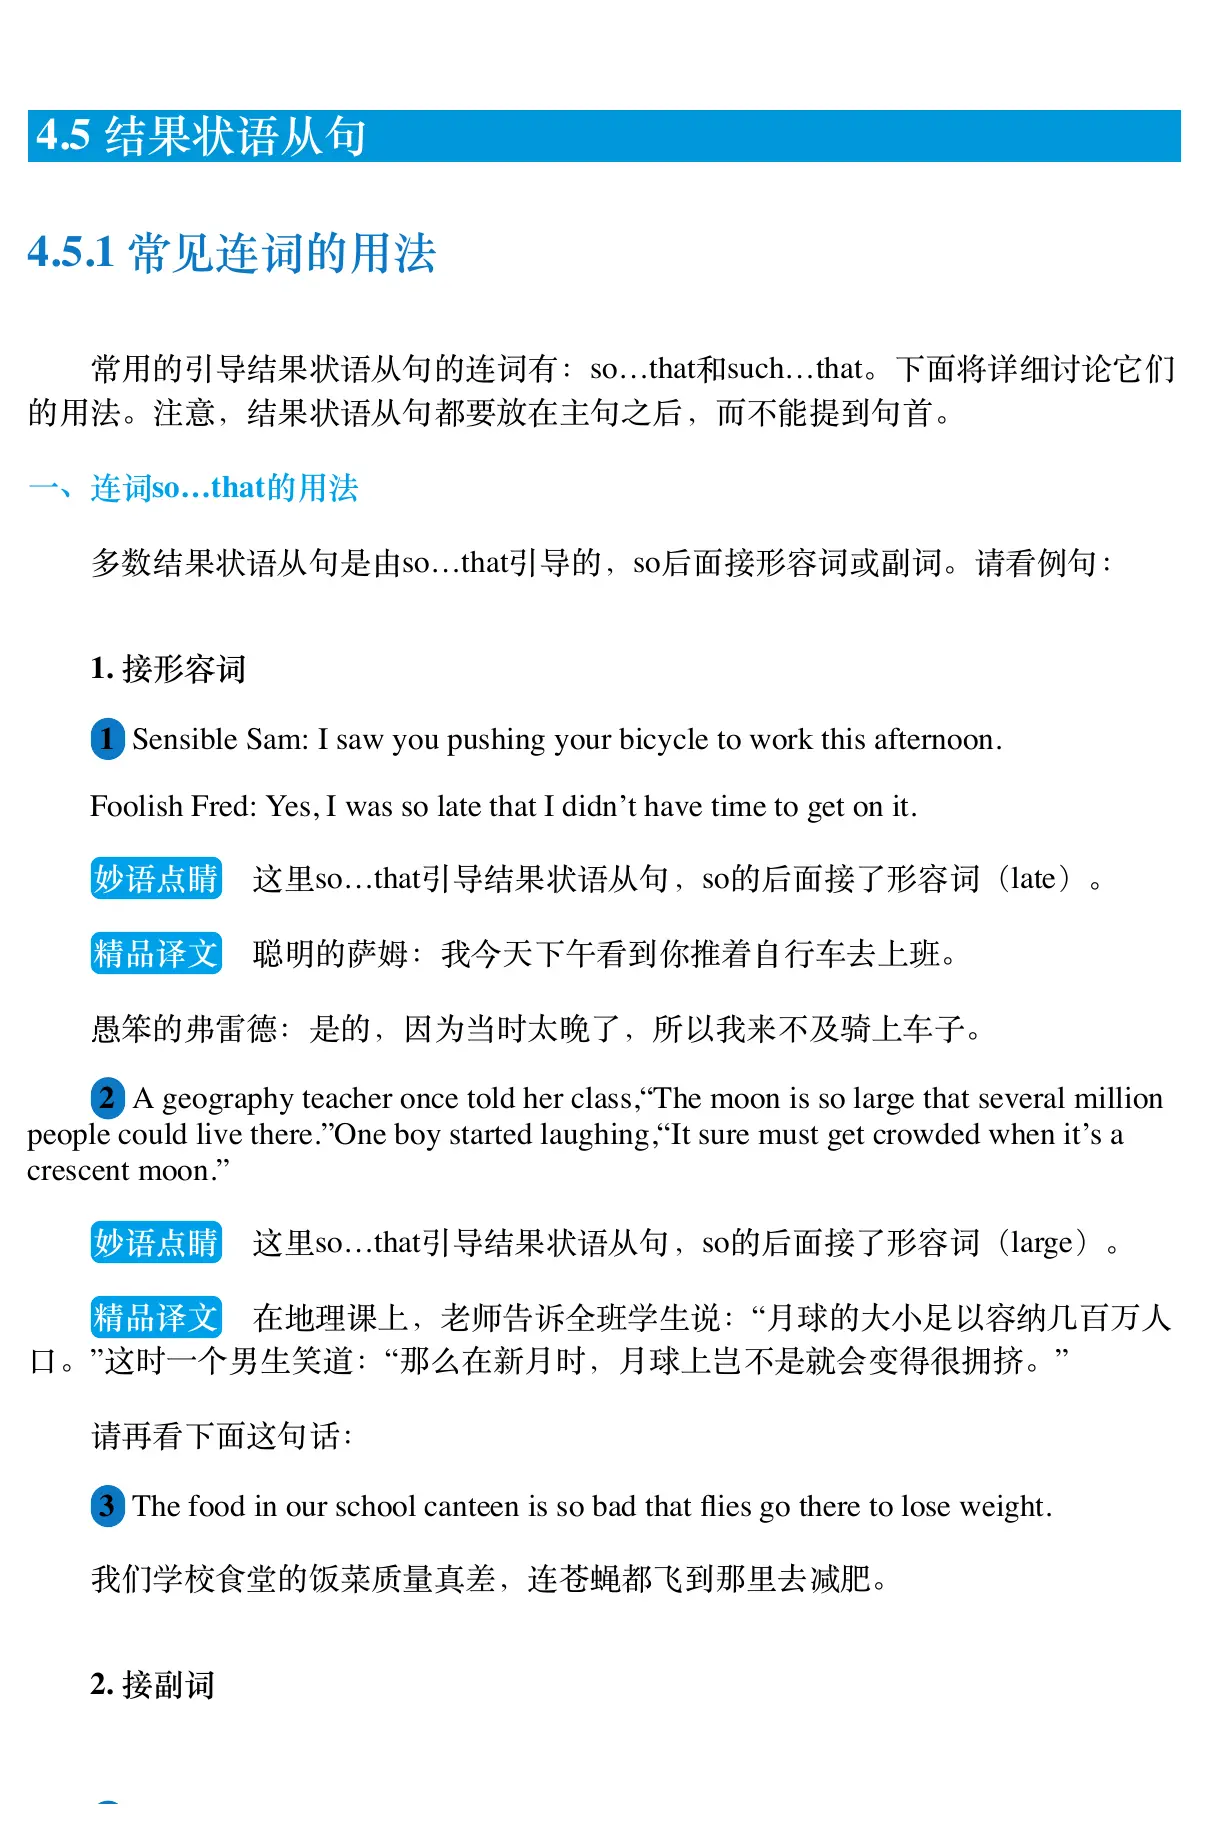 4.5 结果状语从句
4.5.1 常见连词的用法
常用的引导结果状语从句的连词有：so…that和such…that。下面将详细讨论它们
的用法。注意，结果状语从句都要放在主句之后，而不能提到句首。
一、连词so…that的用法
多数结果状语从句是由so…that引导的，so后面接形容词或副词。请看例句：
1. 接形容词
1 Sensible Sam: I saw you pushing your bicycle to work this afternoon.
Foolish Fred: Yes, I was so late that I didn’t have time to get on it.
妙语点睛 这里so…that引导结果状语从句，so的后面接了形容词（late）。
精品译文 聪明的萨姆：我今天下午看到你推着自行车去上班。
愚笨的弗雷德：是的，因为当时太晚了，所以我来不及骑上车子。
2 A geography teacher once told her class,“The moon is so large that several million
people could live there.”One boy started laughing,“It sure must get crowded when it’s a
crescent moon.”
妙语点睛 这里so…that引导结果状语从句，so的后面接了形容词（large）。
精品译文 在地理课上，老师告诉全班学生说：“月球的大小足以容纳几百万人
口。”这时一个男生笑道：“那么在新月时，月球上岂不是就会变得很拥挤。”
请再看下面这句话：
3 The food in our school canteen is so bad that flies go there to lose weight.
我们学校食堂的饭菜质量真差，连苍蝇都飞到那里去减肥。
2. 接副词